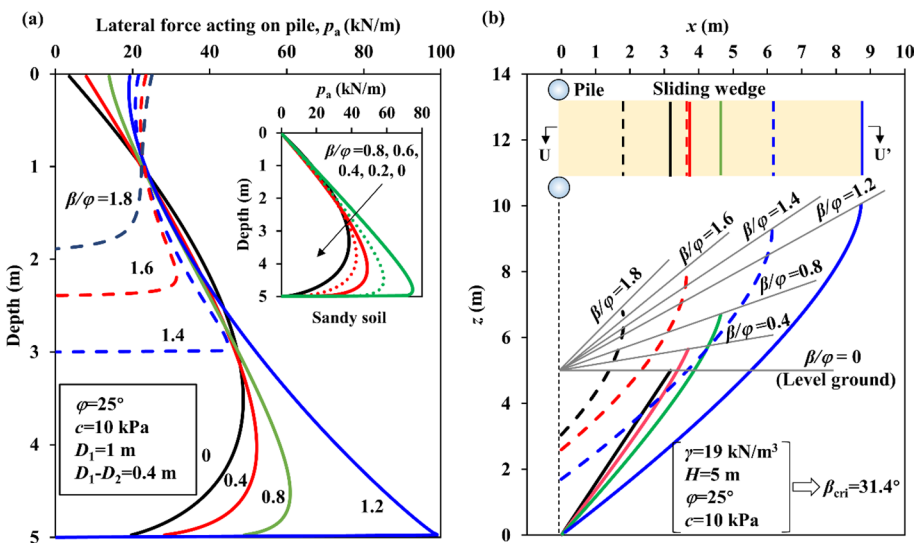 (a)
Lateral force acting on pile, pa (kN/m)
0 20 40 60 80 100
0
1
2
3
4
5
Depth (m)
β/φ=1.8
1.6
1.4
0
0.4
0.8
1.2
φ=25°
c=10 kPa
D1=1 m
D1-D2=0.4 m
pa (kN/m)
0 20 40 60 80
0
1
2
3
4
5
Depth (m)
β/φ=0.8, 0.6,
0.4, 0.2, 0
Sandy soil
(b)
x (m)
0 1 2 3 4 5 6 7 8 9 10
14
12
10
8
6
4
2
0
z (m)
Pile
Sliding wedge
U
U’
β/φ=1.8
β/φ=1.6
β/φ=1.4
β/φ=1.2
β/φ=0.8
β/φ=0.4
β/φ=0
(Level ground)
γ=19 kN/m³
H=5 m
φ=25°
c=10 kPa
βcri=31.4°